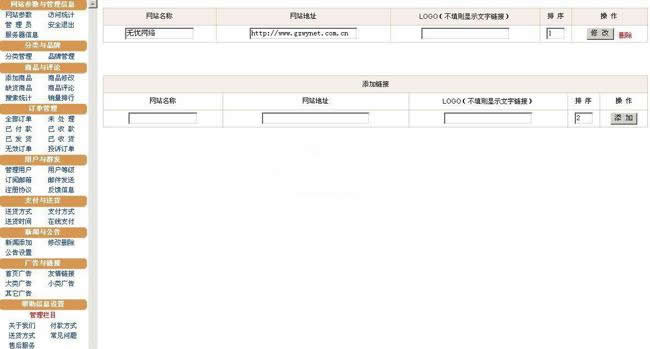 网站参数与管理信息
网站参数 访问统计
管 理 员 安全退出
服务器信息
分类与品牌
分类管理 品牌管理
商品与评论
添加商品 商品修改
缺货商品 商品评论
搜索统计 销量排行
订单管理
全部订单 未 处 理
已 付 款 已 收 款
已 发 货 已 收 货
无效订单 投诉订单
用户与群发
管理用户 用户等级
订阅邮箱 邮件发送
注册协议 反馈信息
支付与送货
送货方式 支付方式
送货时间 在线支付
新闻与公告
新闻添加 修改删除
公告设置
广告与链接
首页广告 友情链接
大类广告 小类广告
其它广告
帮助信息设置
管理栏目
关于我们 付款方式
送货方式 常见问题
售后服务
网站名称 网站地址 LOGO(不填则显示文字链接) 排 序 操 作
无忧网络 http://www.gzwynet.com.cn 1 修 改 删除
添加链接
网站名称 网站地址 LOGO(不填则显示文字链接) 排 序 操 作
2 添 加